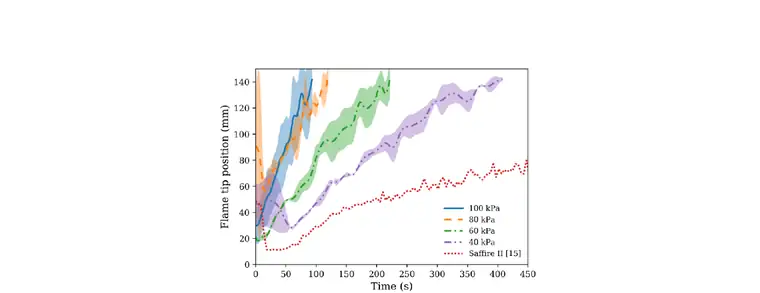 140
120
100
80
60
40
20
0
Flame tip position (mm)
0 50 100 150 200 250 300 350 400 450
Time (s)
100 kPa
80 kPa
60 kPa
40 kPa
Saffire II [15]